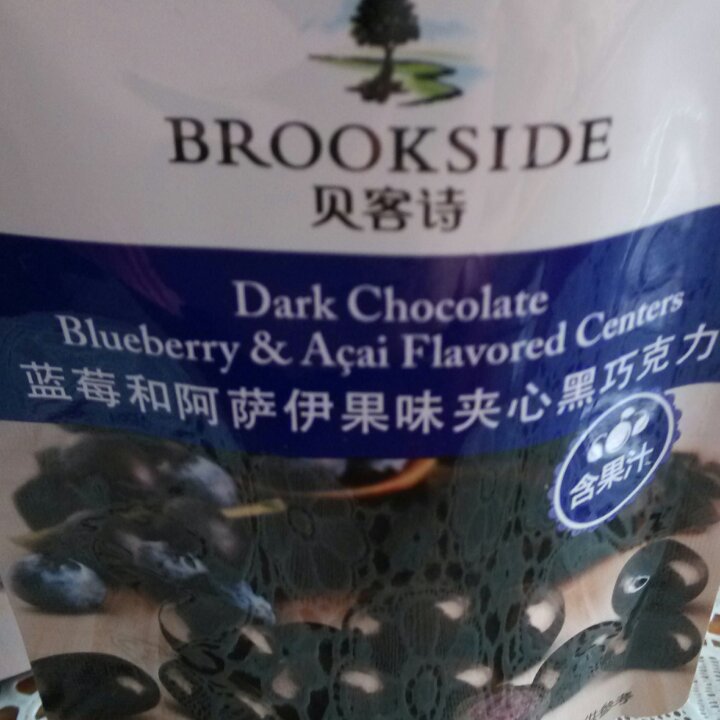 BROOKSIDE
贝客诗
Dark Chocolate
Blueberry & Açai Flavored Centers
蓝莓和阿萨伊果味夹心黑巧克力
含果汁